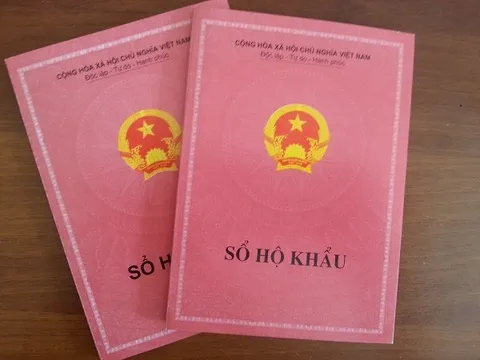 CỘNG HÒA XÃ HỘI CHỦ NGHĨA VIỆT NAM
Độc lập - Tự do - Hạnh phúc
SỔ H
CỘNG HÒA XÃ HỘI CHỦ NGHĨA VIỆT NAM
Độc lập - Tự do - Hạnh phúc
SỔ HỘ KHẨU